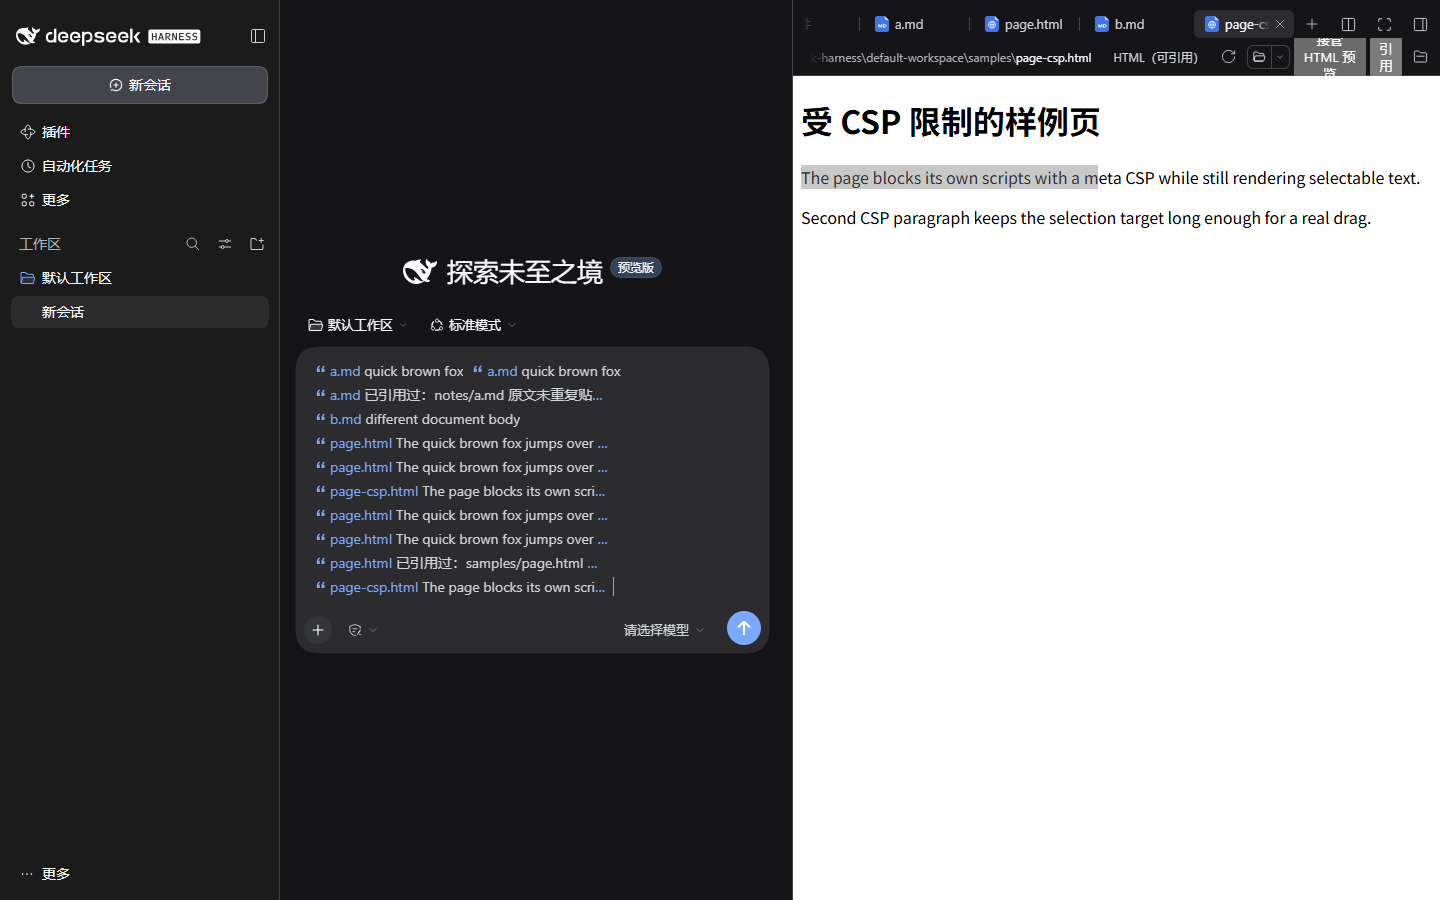 deepseek HARNESS
新会话
插件
自动化任务
更多
工作区
默认工作区
新会话
更多
探索未至之境 预览版
默认工作区 标准模式
a.md quick brown fox a.md quick brown fox
a.md 已引用过：notes/a.md 原文未重复贴...
b.md different document body
page.html The quick brown fox jumps over ...
page.html The quick brown fox jumps over ...
page-csp.html The page blocks its own scri...
page.html The quick brown fox jumps over ...
page.html The quick brown fox jumps over ...
page.html 已引用过：samples/page.html ...
page-csp.html The page blocks its own scri...
请选择模型
a.md page.html b.md page-cs
k-harness\default-workspace\samples\page-csp.html HTML（可引用）
接管 HTML 预览
引用
受 CSP 限制的样例页
The page blocks its own scripts with a meta CSP while still rendering selectable text.
Second CSP paragraph keeps the selection target long enough for a real drag.